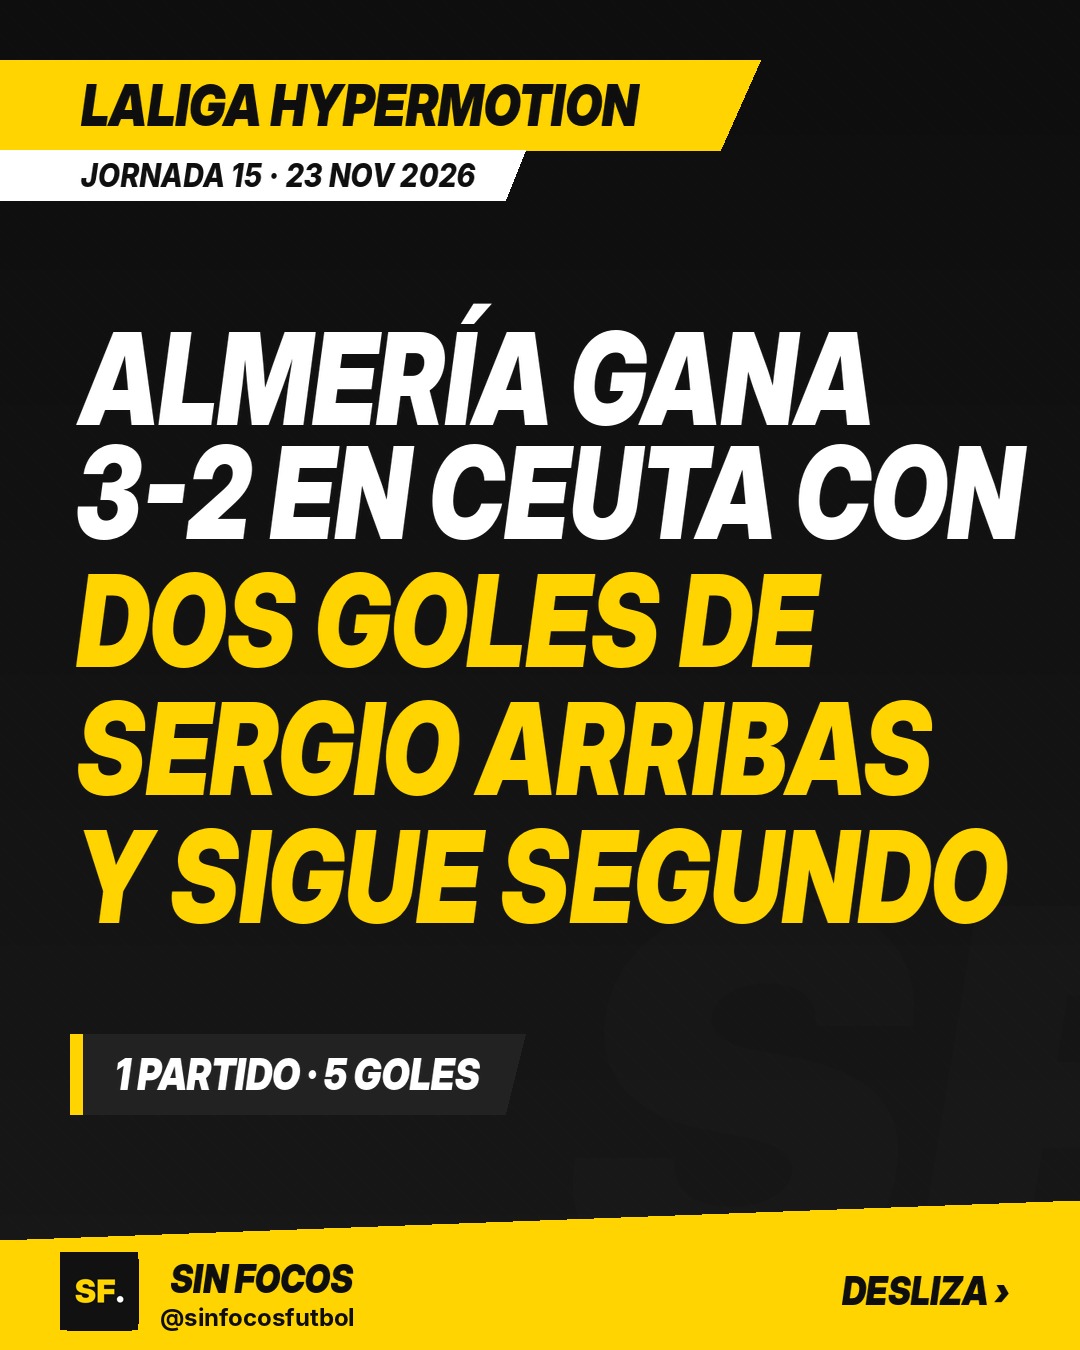 LALIGA HYPERMOTION
JORNADA 15 · 23 NOV 2026
ALMERÍA GANA
3-2 EN CEUTA CON
DOS GOLES DE
SERGIO ARRIBAS
Y SIGUE SEGUNDO
1 PARTIDO · 5 GOLES
SF
SF.
SIN FOCOS
@sinfocosfutbol
DESLIZA ›